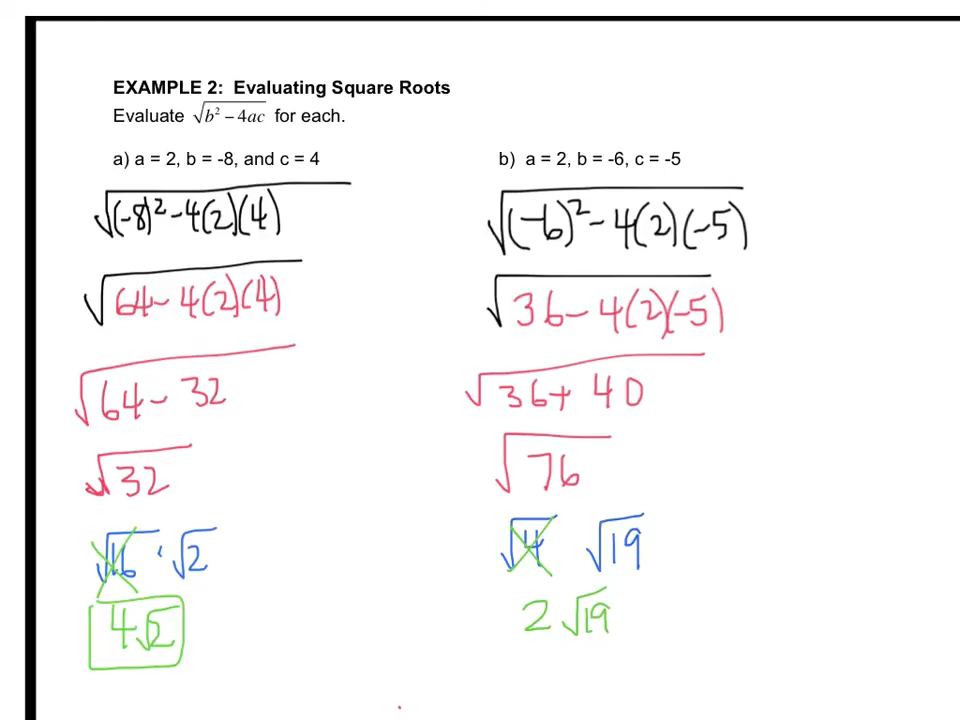 EXAMPLE 2: Evaluating Square Roots
Evaluate √(b² – 4ac) for each.
a) a = 2, b = -8, and c = 4
√((-8)² - 4(2)(4))
√(64 - 4(2)(4))
√(64 - 32)
√32
√16 · √2
4√2
b) a = 2, b = -6, c = -5
√((-6)² - 4(2)(-5))
√(36 - 4(2)(-5))
√(36 + 40)
√76
√4 √19
2√19